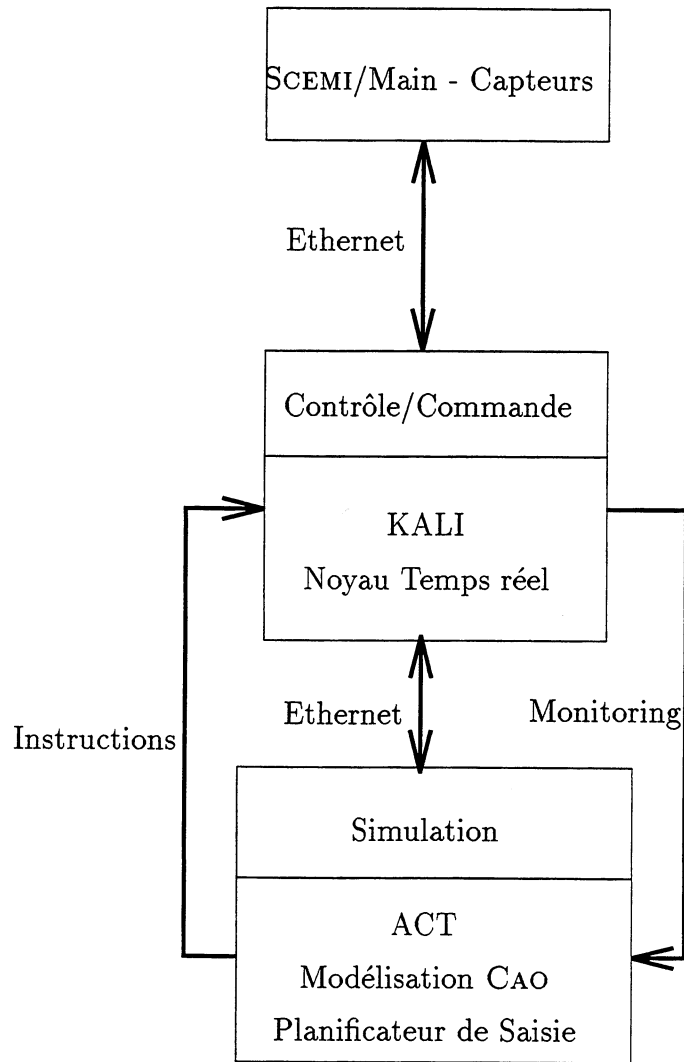 SCEMI/Main - Capteurs
Ethernet
Contrôle/Commande
KALI
Noyau Temps réel
Ethernet
Monitoring
Instructions
Simulation
ACT
Modélisation CAO
Planificateur de Saisie